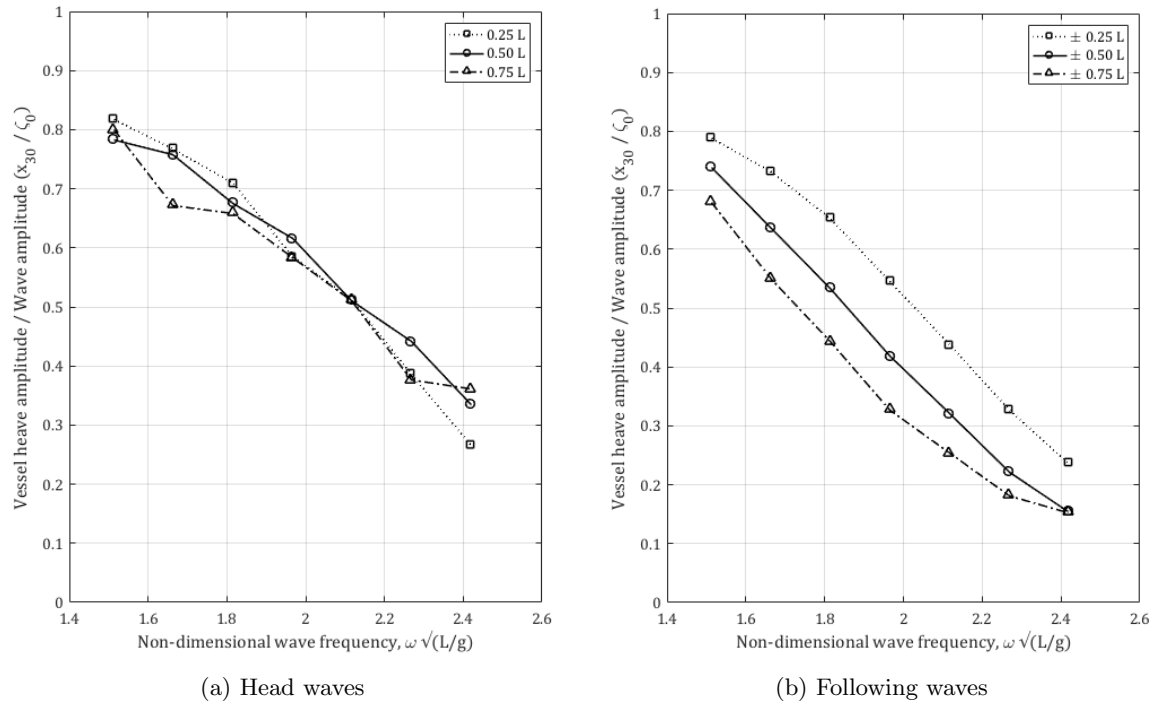 Vessel heave amplitude / Wave amplitude (x30 / ζ0)
1
0.9
0.8
0.7
0.6
0.5
0.4
0.3
0.2
0.1
0
1.4 1.6 1.8 2 2.2 2.4 2.6
Non-dimensional wave frequency, ω √(L/g)
0.25 L
0.50 L
0.75 L
(a) Head waves
Vessel heave amplitude / Wave amplitude (x30 / ζ0)
1
0.9
0.8
0.7
0.6
0.5
0.4
0.3
0.2
0.1
0
1.4 1.6 1.8 2 2.2 2.4 2.6
Non-dimensional wave frequency, ω √(L/g)
± 0.25 L
± 0.50 L
± 0.75 L
(b) Following waves